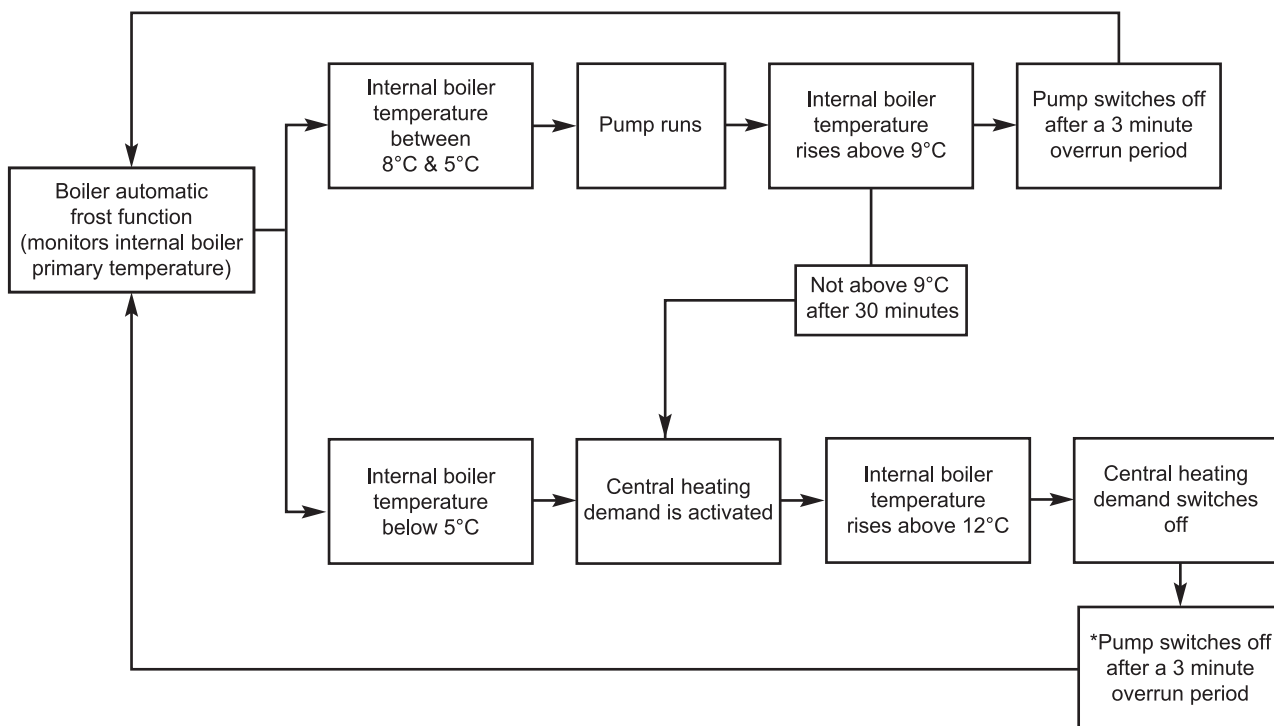 Internal boiler
temperature
between
8°C & 5°C
Pump runs
Internal boiler
temperature
rises above 9°C
Pump switches off
after a 3 minute
overrun period
Boiler automatic
frost function
(monitors internal boiler
primary temperature)
Not above 9°C
after 30 minutes
Internal boiler
temperature
below 5°C
Central heating
demand is activated
Internal boiler
temperature
rises above 12°C
Central heating
demand switches
off
*Pump switches off
after a 3 minute
overrun period